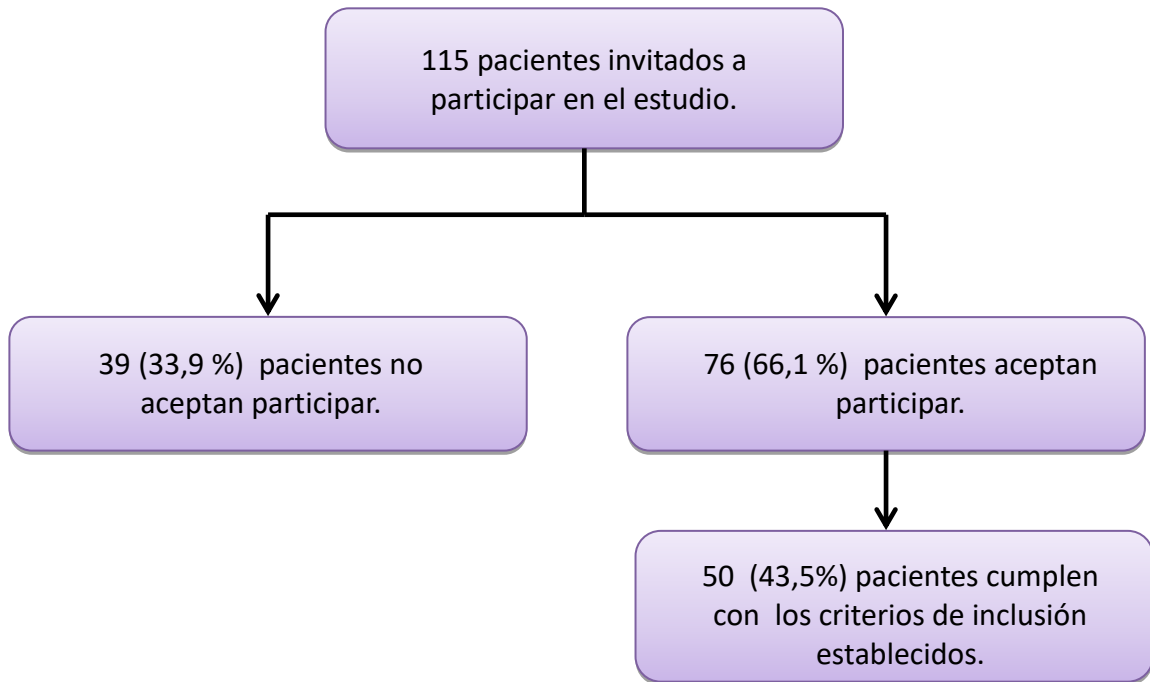 115 pacientes invitados a
participar en el estudio.
39 (33,9 %)  pacientes no
aceptan participar.
76 (66,1 %)  pacientes aceptan
participar.
50  (43,5%) pacientes cumplen
con  los criterios de inclusión
establecidos.